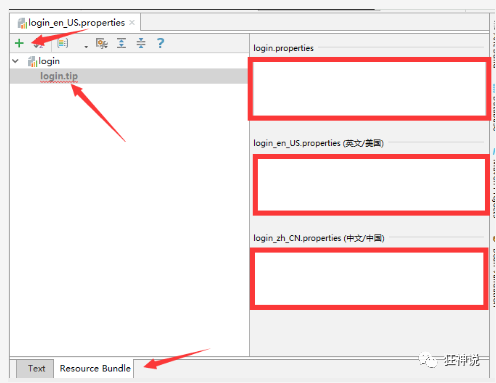 login_en_US.properties
login
login.tip
login.properties
login_en_US.properties (英文/美国)
login_zh_CN.properties (中文/中国)
Text
Resource Bundle
狂神说